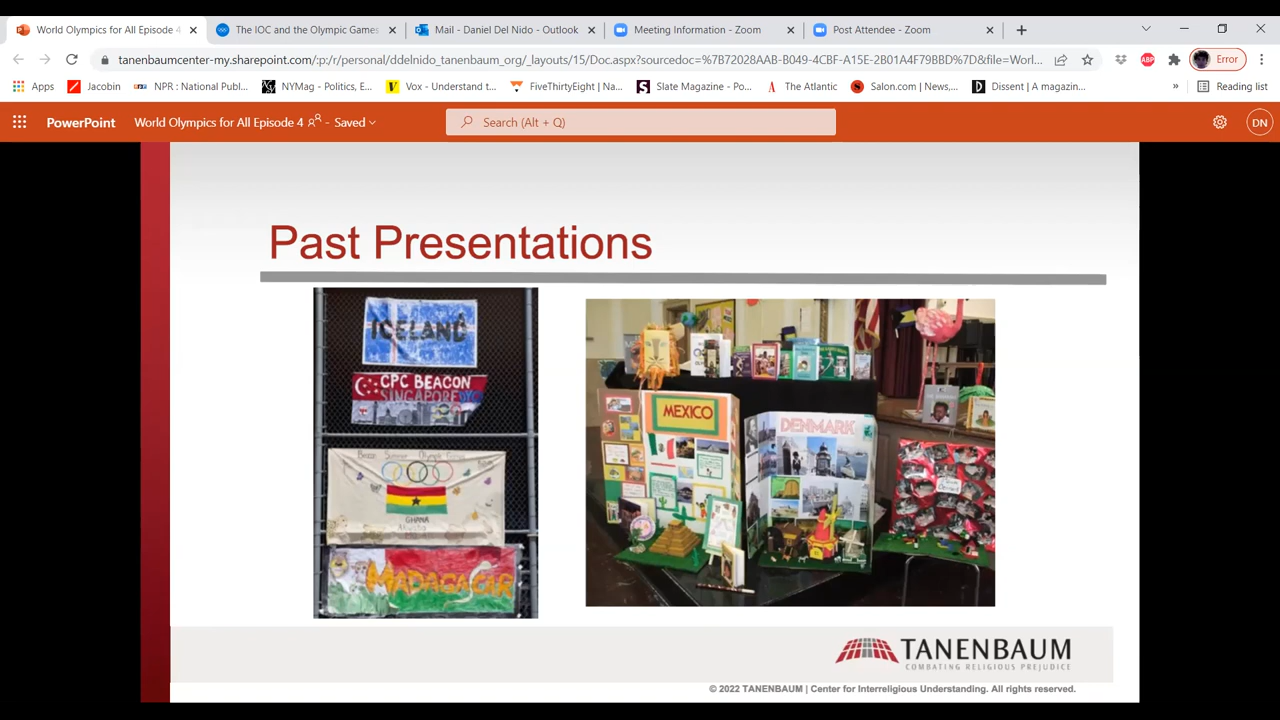 World Olympics for All Episode 4
The IOC and the Olympic Games
Mail - Daniel Del Nido - Outlook
Meeting Information - Zoom
Post Attendee - Zoom
tanenbaumcenter-my.sharepoint.com/:p:/r/personal/ddelnido_tanenbaum_org/_layouts/15/Doc.aspx?sourcedoc=%7B72028AAB-B049-4CBF-A15E-2B01A4F79BBD%7D&file=Worl...
ABP
Error
Apps
Jacobin
NPR : National Publ...
NYMag - Politics, E...
Vox - Understand t...
FiveThirtyEight | Na...
Slate Magazine - Po...
The Atlantic
Salon.com | News,...
Dissent | A magazin...
»
Reading list
PowerPoint
World Olympics for All Episode 4
- Saved
Search (Alt + Q)
DN
Past Presentations
ICELAND
CPC BEACON
SINGAPORE
GHANA
MADAGASCAR
MEXICO
DENMARK
TANENBAUM
COMBATING RELIGIOUS PREJUDICE
© 2022 TANENBAUM | Center for Interreligious Understanding. All rights reserved.